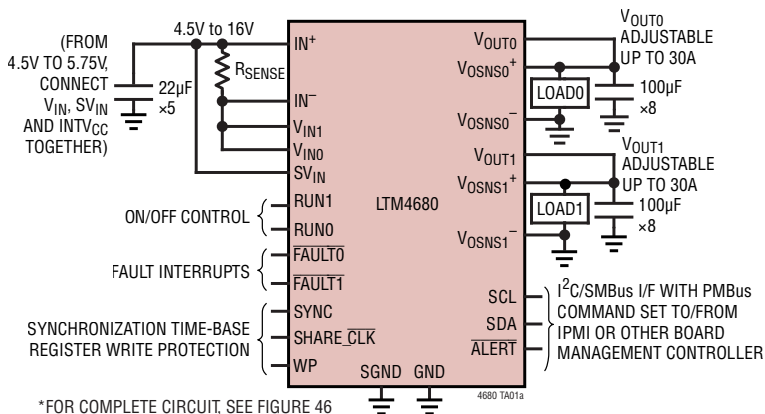 4.5V to 16V
(FROM
4.5V TO 5.75V,
CONNECT
VIN, SVIN
AND INTVCC
TOGETHER)
22µF
×5
RSENSE
IN+
IN–
VIN1
VIN0
SVIN
RUN1
RUN0
FAULT0
FAULT1
SYNC
SHARE_CLK
WP
ON/OFF CONTROL
FAULT INTERRUPTS
SYNCHRONIZATION TIME-BASE
REGISTER WRITE PROTECTION
LTM4680
SGND
GND
VOUT0
VOSNS0+
VOSNS0–
VOUT1
VOSNS1+
VOSNS1–
SCL
SDA
ALERT
LOAD0
VOUT0
ADJUSTABLE
UP TO 30A
100µF
×8
LOAD1
VOUT1
ADJUSTABLE
UP TO 30A
100µF
×8
I2C/SMBus I/F WITH PMBus
COMMAND SET TO/FROM
IPMI OR OTHER BOARD
MANAGEMENT CONTROLLER
4680 TA01a
*FOR COMPLETE CIRCUIT, SEE FIGURE 46